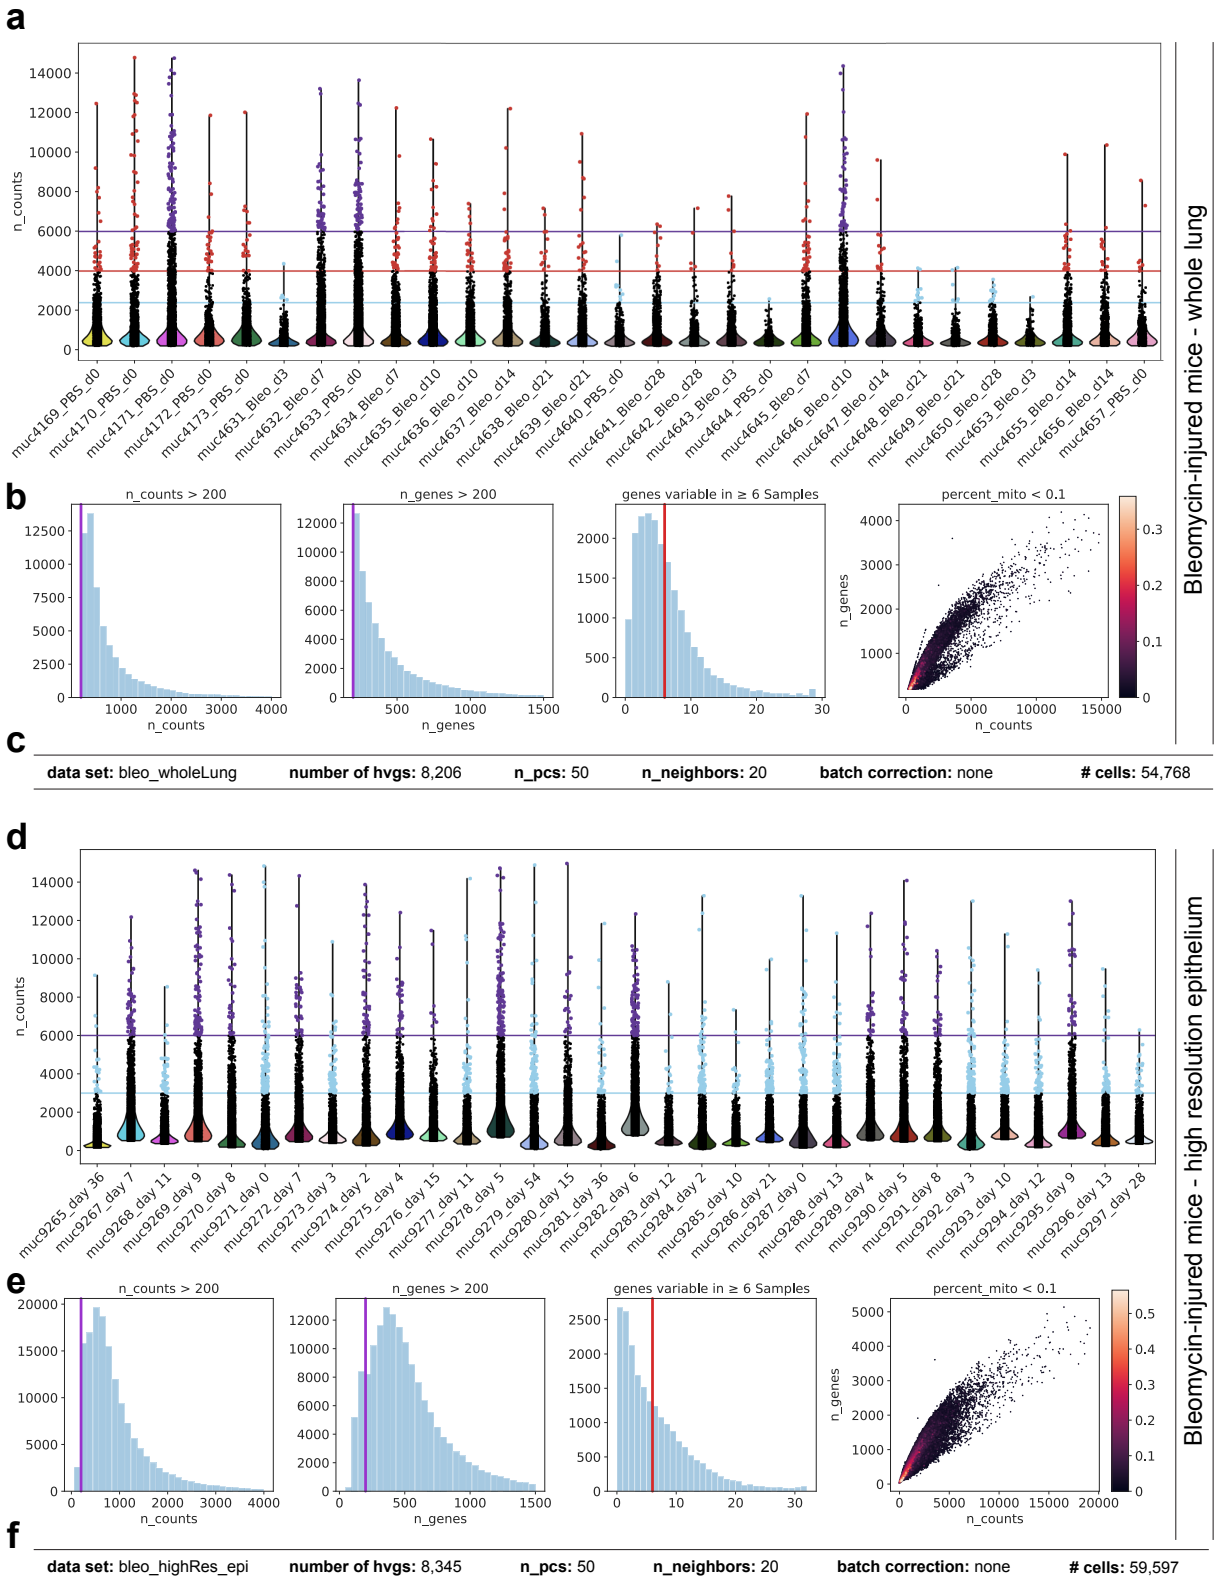 a
14000
12000
10000
8000
6000
4000
2000
0
n_counts
muc4169_PBS_d0
muc4170_PBS_d0
muc4171_PBS_d0
muc4172_PBS_d0
muc4173_PBS_d0
muc4631_Bleo_d3
muc4632_Bleo_d7
muc4633_PBS_d0
muc4634_Bleo_d7
muc4635_Bleo_d10
muc4636_Bleo_d10
muc4637_Bleo_d14
muc4638_Bleo_d21
muc4639_Bleo_d21
muc4640_PBS_d0
muc4641_Bleo_d28
muc4642_Bleo_d28
muc4643_Bleo_d3
muc4644_PBS_d0
muc4645_Bleo_d7
muc4646_Bleo_d10
muc4647_Bleo_d14
muc4648_Bleo_d21
muc4649_Bleo_d21
muc4650_Bleo_d28
muc4653_Bleo_d3
muc4655_Bleo_d14
muc4656_Bleo_d14
muc4657_PBS_d0
Bleomycin-injured mice - whole lung
b
n_counts > 200
12500
10000
7500
5000
2500
0
1000 2000 3000 4000
n_counts
n_genes > 200
12000
10000
8000
6000
4000
2000
0
500 1000 1500
n_genes
genes variable in ≥ 6 Samples
2000
1500
1000
500
0
0 10 20 30
percent_mito < 0.1
4000
3000
2000
1000
n_genes
0 5000 10000 15000
n_counts
0.3
0.2
0.1
0
c
data set: bleo_wholeLung number of hvgs: 8,206 n_pcs: 50 n_neighbors: 20 batch correction: none # cells: 54,768
d
14000
12000
10000
8000
6000
4000
2000
0
n_counts
muc9265_day 36
muc9267_day 7
muc9268_day 11
muc9269_day 9
muc9270_day 8
muc9271_day 0
muc9272_day 7
muc9273_day 3
muc9274_day 2
muc9275_day 4
muc9276_day 15
muc9277_day 11
muc9278_day 5
muc9279_day 54
muc9280_day 15
muc9281_day 36
muc9282_day 6
muc9283_day 12
muc9284_day 2
muc9285_day 10
muc9286_day 21
muc9287_day 0
muc9288_day 13
muc9289_day 4
muc9290_day 5
muc9291_day 8
muc9292_day 3
muc9293_day 10
muc9294_day 12
muc9295_day 9
muc9296_day 13
muc9297_day 28
Bleomycin-injured mice - high resolution epithelium
e
n_counts > 200
20000
15000
10000
5000
0
0 1000 2000 3000 4000
n_counts
n_genes > 200
12000
10000
8000
6000
4000
2000
0
0 500 1000 1500
n_genes
genes variable in ≥ 6 Samples
2500
2000
1500
1000
500
0
0 10 20 30
percent_mito < 0.1
5000
4000
3000
2000
1000
0
n_genes
0 5000 10000 15000 20000
n_counts
0.5
0.4
0.3
0.2
0.1
0
f
data set: bleo_highRes_epi number of hvgs: 8,345 n_pcs: 50 n_neighbors: 20 batch correction: none # cells: 59,597